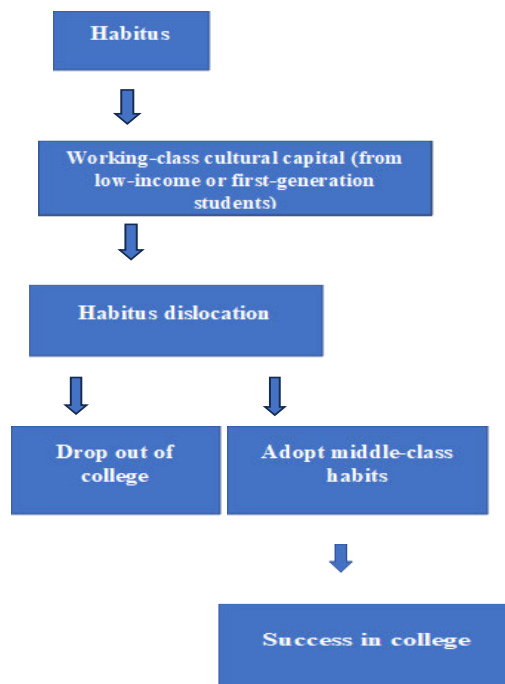 Habitus
Working-class cultural capital (from
low-income or first-generation
students)
Habitus dislocation
Drop out of
college
Adopt middle-class
habits
Success in college